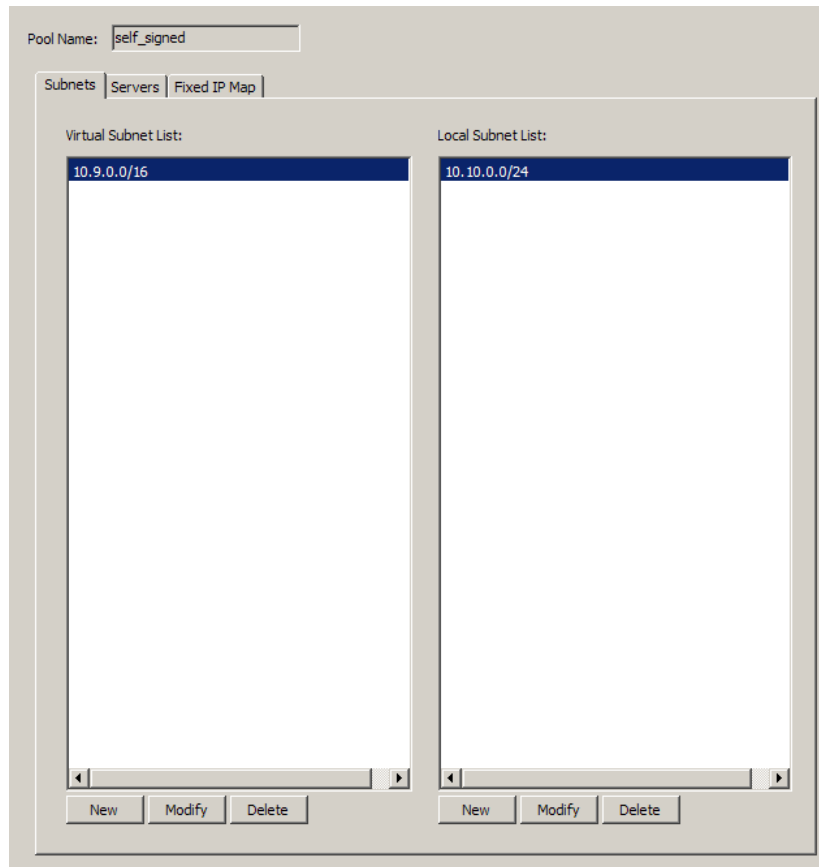 Pool Name: self_signed
Subnets Servers Fixed IP Map
Virtual Subnet List: Local Subnet List:
10.9.0.0/16 10.10.0.0/24
New Modify Delete New Modify Delete